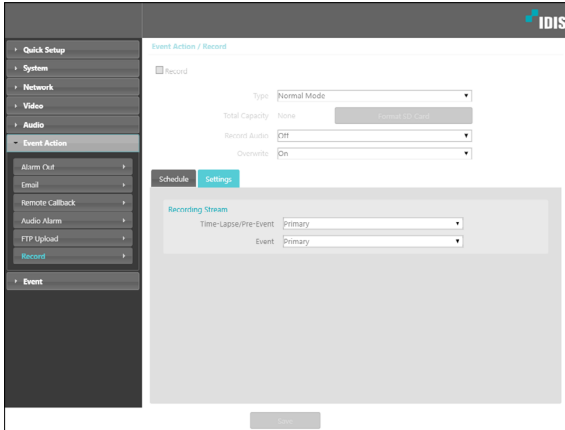 IDIS
Quick Setup
System
Network
Video
Audio
Event Action
Alarm Out
Email
Remote Callback
Audio Alarm
FTP Upload
Record
Event
Event Action / Record
Record
Type Normal Mode
Total Capacity None Format SD Card
Record Audio Off
Overwrite On
Schedule Settings
Recording Stream
Time-Lapse/Pre-Event Primary
Event Primary
Save